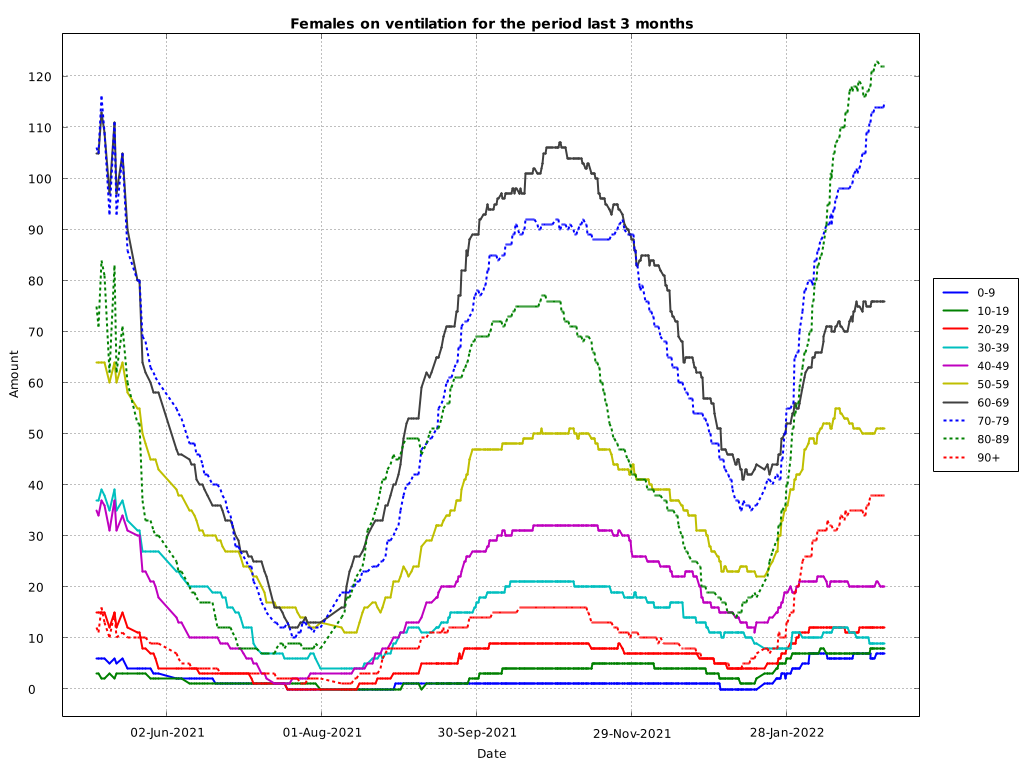 Females on ventilation for the period last 3 months
120
110
100
90
80
70
60
50
40
30
20
10
0
Amount
02-Jun-2021
01-Aug-2021
30-Sep-2021
29-Nov-2021
28-Jan-2022
Date
0-9
10-19
20-29
30-39
40-49
50-59
60-69
70-79
80-89
90+